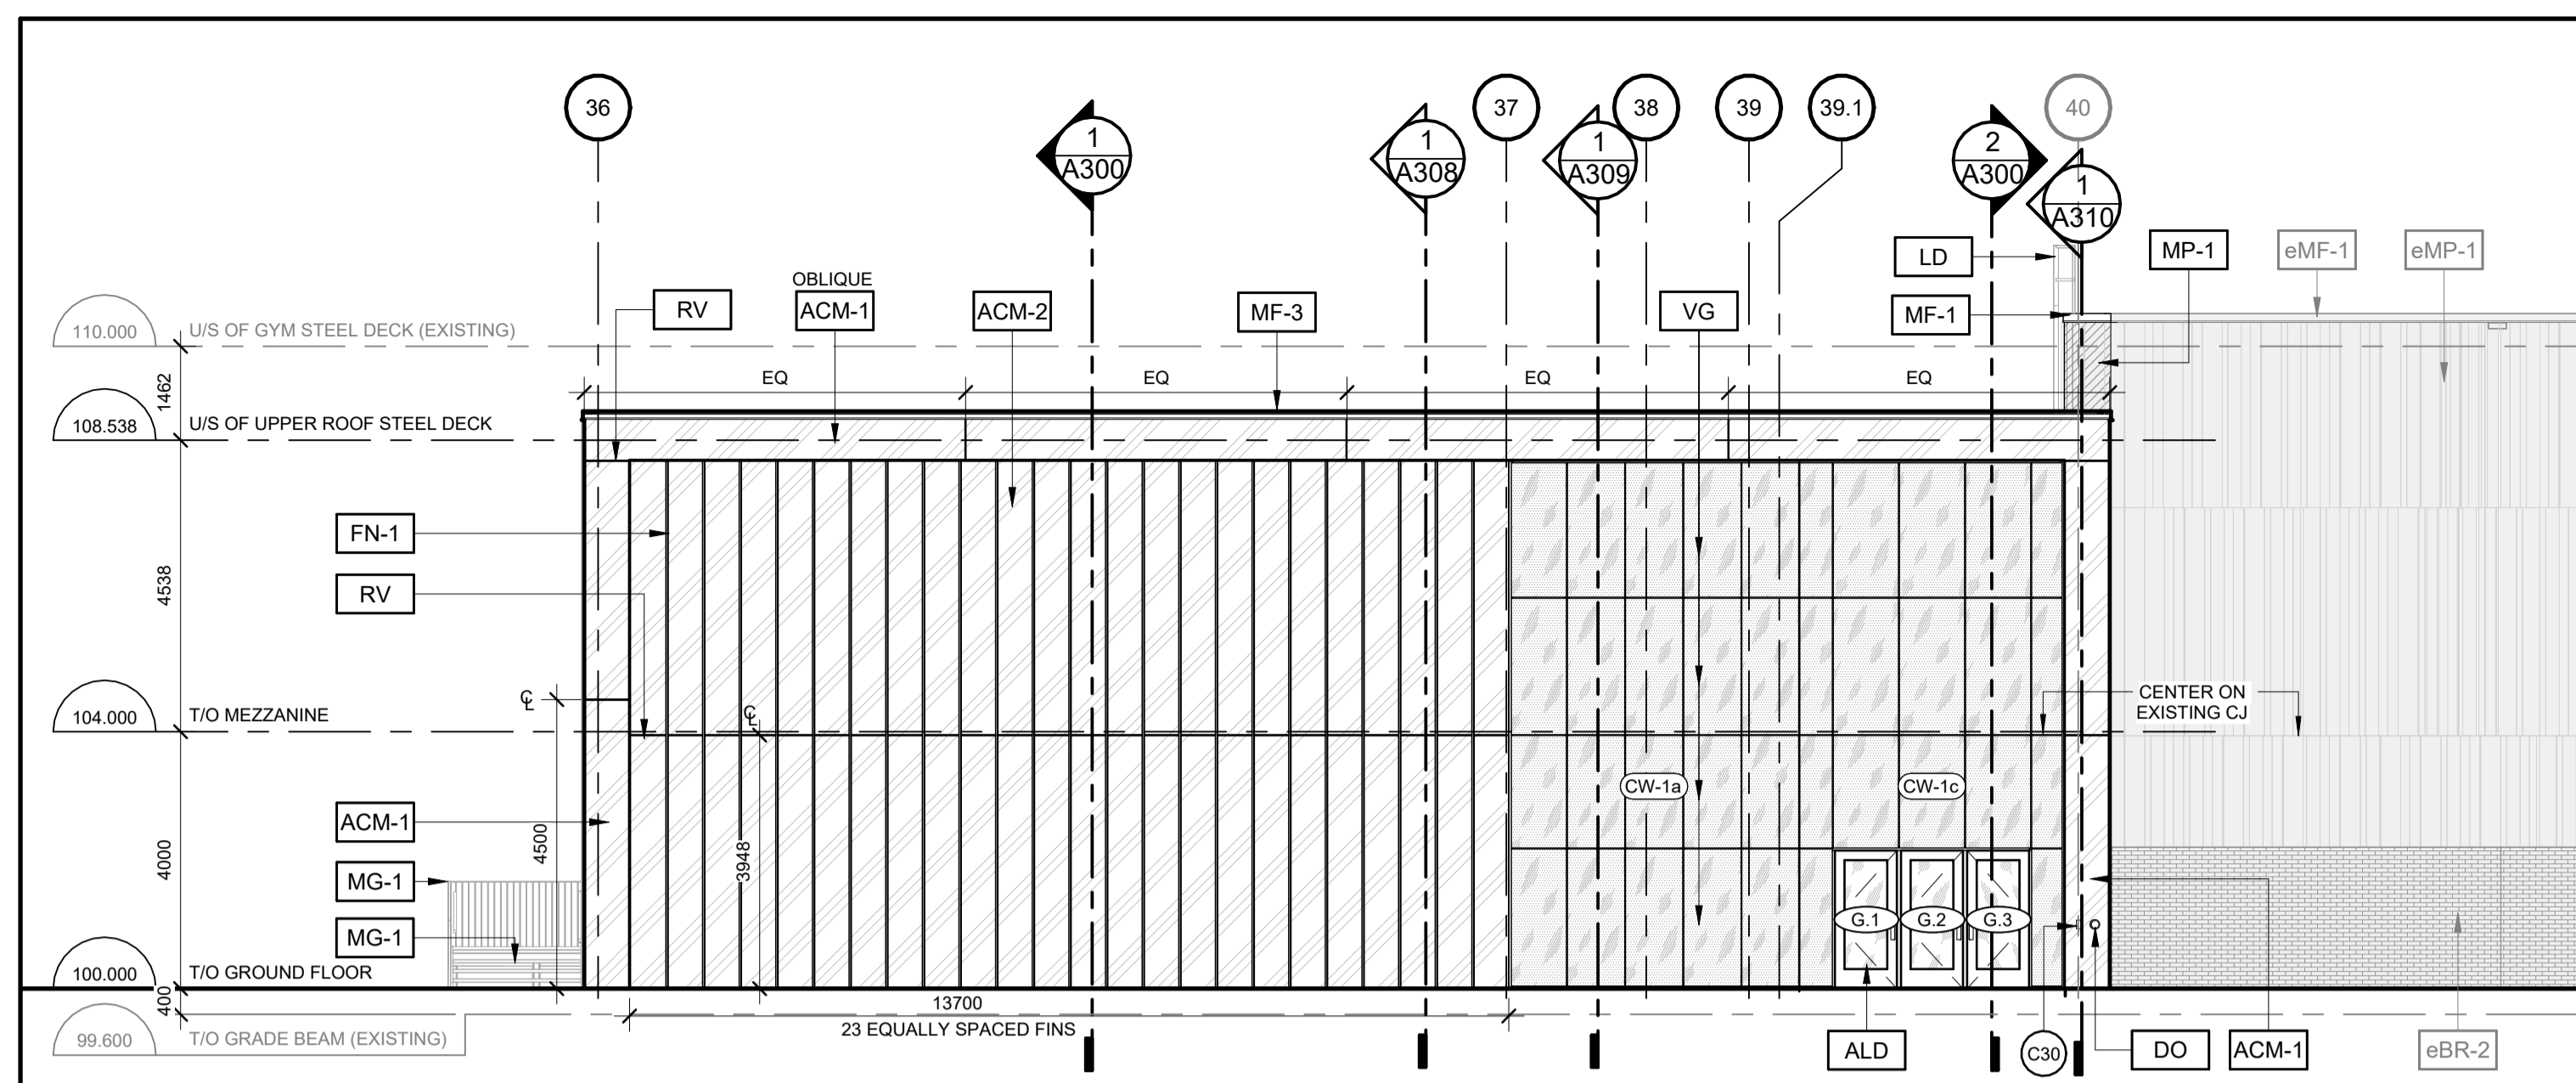 36
37
38
39
39.1
40
1
A300
1
A308
1
A309
2
A300
1
A310
LD
MP-1
eMF-1
eMP-1
RV
OBLIQUE
ACM-1
ACM-2
MF-3
VG
MF-1
110.000
U/S OF GYM STEEL DECK (EXISTING)
1462
EQ
EQ
EQ
EQ
108.538
U/S OF UPPER ROOF STEEL DECK
FN-1
4538
RV
℄
℄
104.000
T/O MEZZANINE
CENTER ON
EXISTING CJ
CW-1a
CW-1c
ACM-1
4500
3948
4000
MG-1
MG-1
G.1
G.2
G.3
100.000
T/O GROUND FLOOR
400
13700
23 EQUALLY SPACED FINS
99.600
T/O GRADE BEAM (EXISTING)
ALD
C30
DO
ACM-1
eBR-2